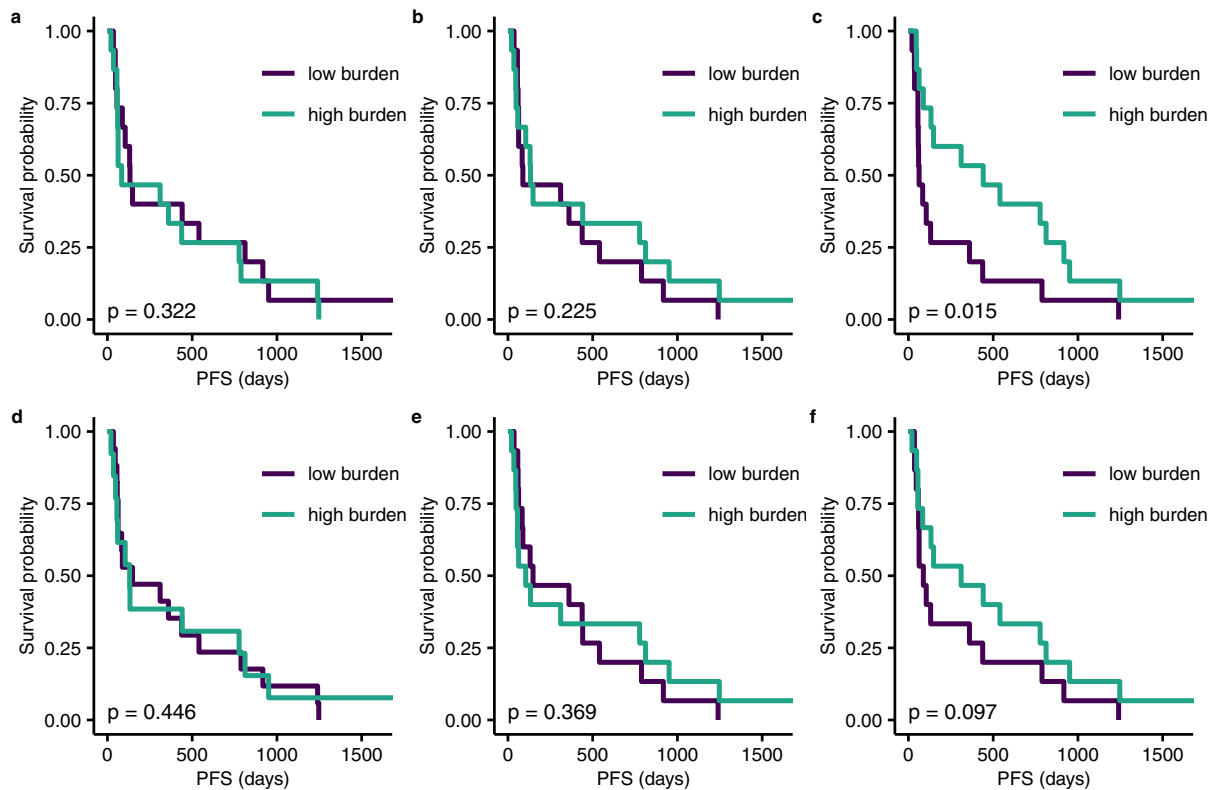 a
1.00
0.75
0.50
0.25
0.00
Survival probability
low burden
high burden
p = 0.322
0 500 1000 1500
PFS (days)
b
1.00
0.75
0.50
0.25
0.00
Survival probability
low burden
high burden
p = 0.225
0 500 1000 1500
PFS (days)
c
1.00
0.75
0.50
0.25
0.00
Survival probability
low burden
high burden
p = 0.015
0 500 1000 1500
PFS (days)
d
1.00
0.75
0.50
0.25
0.00
Survival probability
low burden
high burden
p = 0.446
0 500 1000 1500
PFS (days)
e
1.00
0.75
0.50
0.25
0.00
Survival probability
low burden
high burden
p = 0.369
0 500 1000 1500
PFS (days)
f
1.00
0.75
0.50
0.25
0.00
Survival probability
low burden
high burden
p = 0.097
0 500 1000 1500
PFS (days)